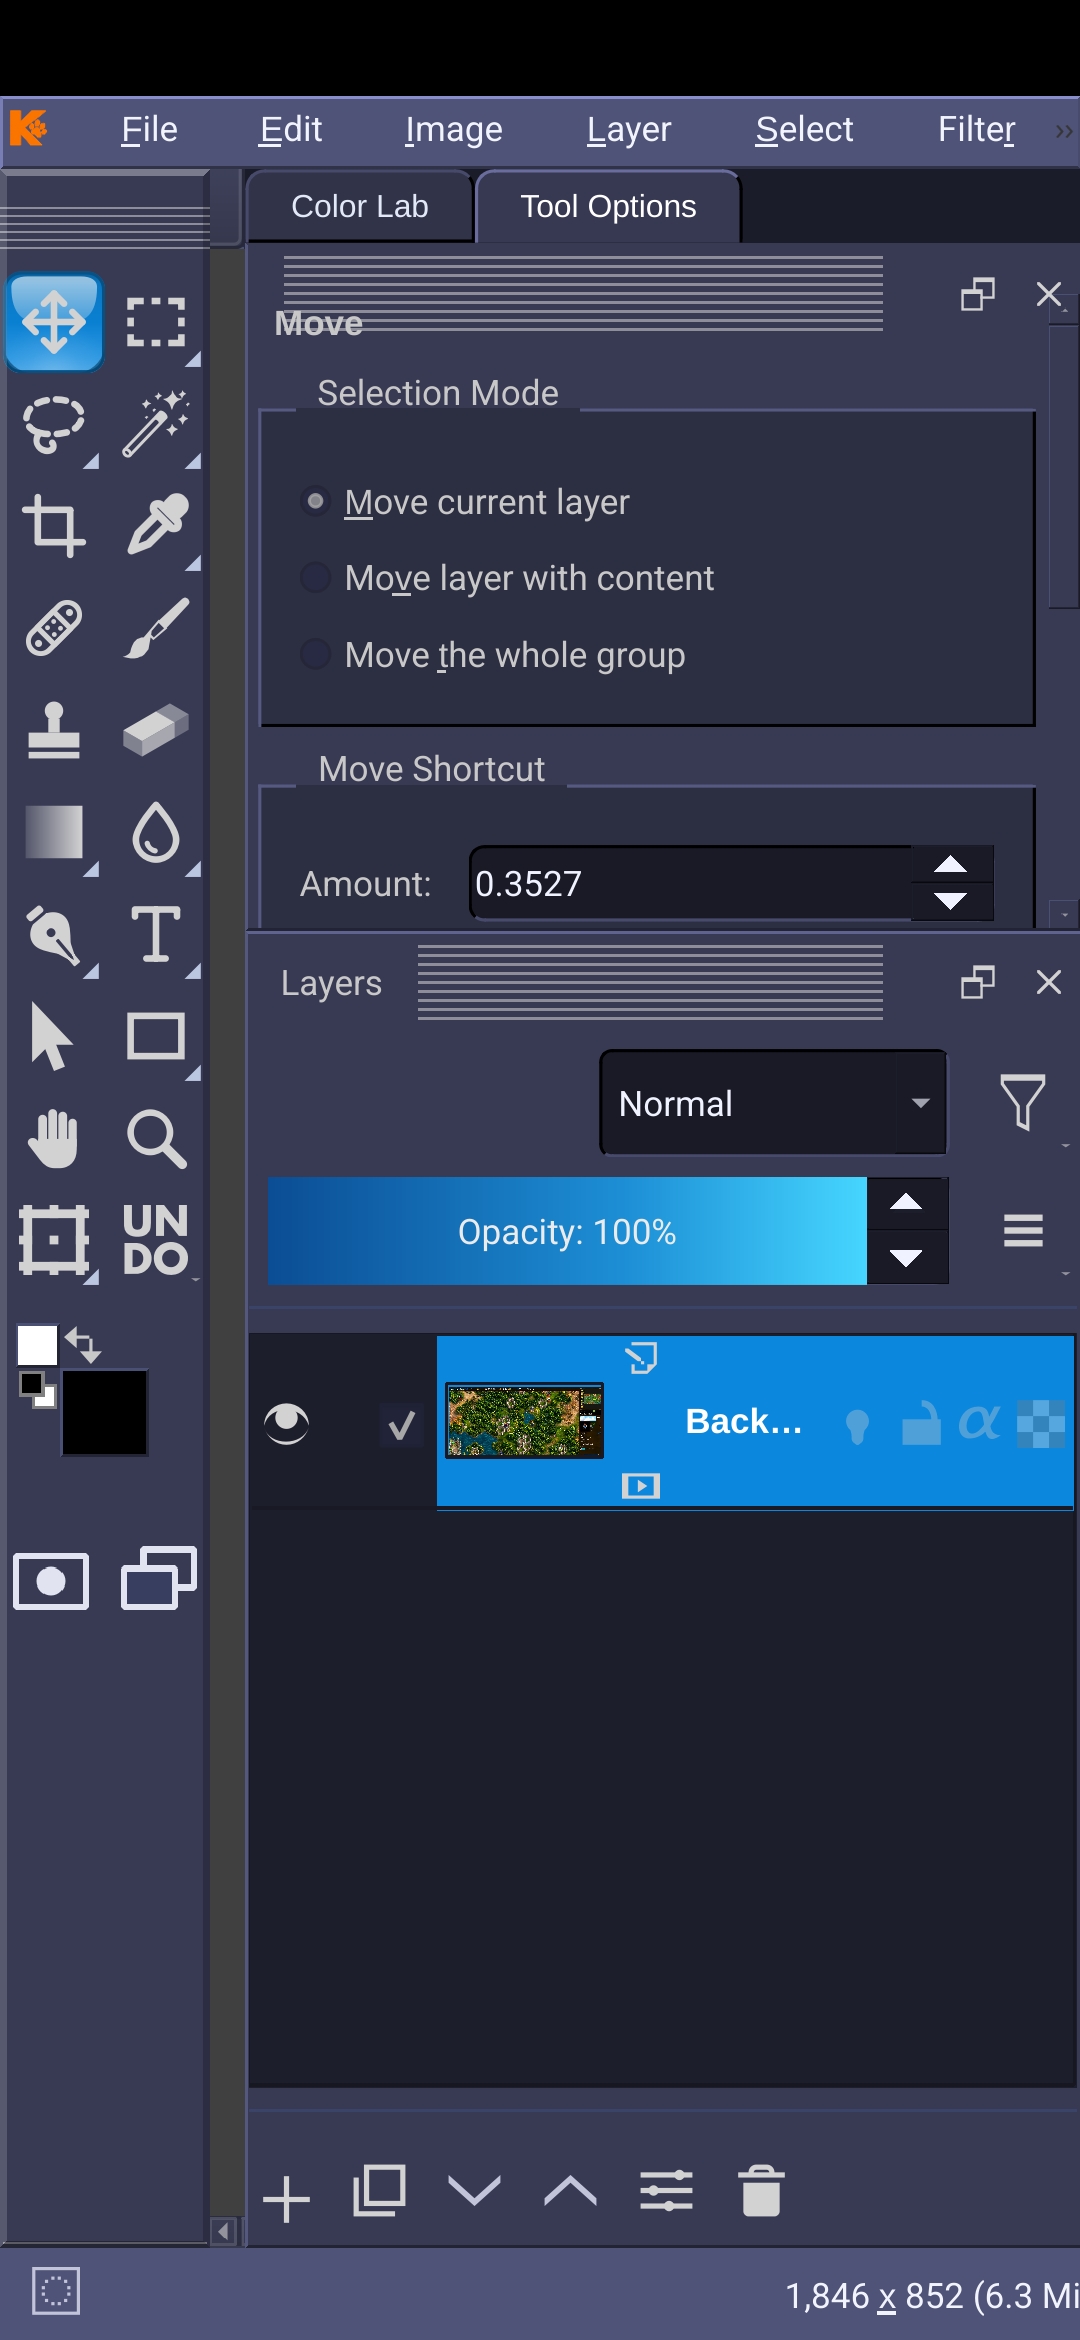 File Edit Image Layer Select Filter »
Color Lab Tool Options
Move
Selection Mode
Move current layer
Move layer with content
Move the whole group
Move Shortcut
Amount: 0.3527
Layers
Normal
Opacity: 100%
UN
DO
Back...
α
1,846 x 852 (6.3 Mi